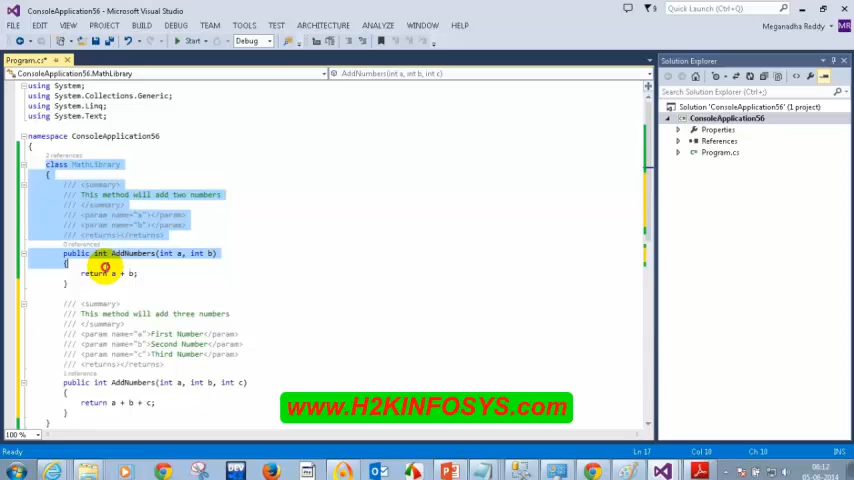 ConsoleApplication56 - Microsoft Visual Studio
Quick Launch (Ctrl+Q)
FILE EDIT VIEW PROJECT BUILD DEBUG TEAM TOOLS TEST ARCHITECTURE ANALYZE WINDOW HELP
Meganadha Reddy MR
Start Debug
Program.cs*
Solution Explorer
ConsoleApplication56.MathLibrary
AddNumbers(int a, int b, int c)
Search Solution Explorer (Ctrl+;)
Solution 'ConsoleApplication56' (1 project)
ConsoleApplication56
Properties
References
Program.cs
using System;
using System.Collections.Generic;
using System.Linq;
using System.Text;
namespace ConsoleApplication56
{
2 references
class MathLibrary
{
/// <summary>
/// This method will add two numbers
/// </summary>
/// <param name="a"></param>
/// <param name="b"></param>
/// <returns></returns>
0 references
public int AddNumbers(int a, int b)
{
return a + b;
}
/// <summary>
/// This method will add three numbers
/// </summary>
/// <param name="a">First Number</param>
/// <param name="b">Second Number</param>
/// <param name="c">Third Number</param>
/// <returns></returns>
1 reference
public int AddNumbers(int a, int b, int c)
{
return a + b + c;
}
}
www.H2KINFOSYS.com
100 %
Ready
Ln 17 Col 10 Ch 10 INS
DEV
06:12
05-08-2014